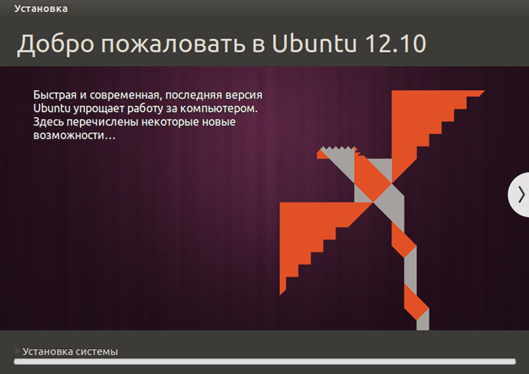 Установка
Добро пожаловать в Ubuntu 12.10
Быстрая и современная, последняя версия
Ubuntu упрощает работу за компьютером.
Здесь перечислены некоторые новые
возможности...
Установка системы